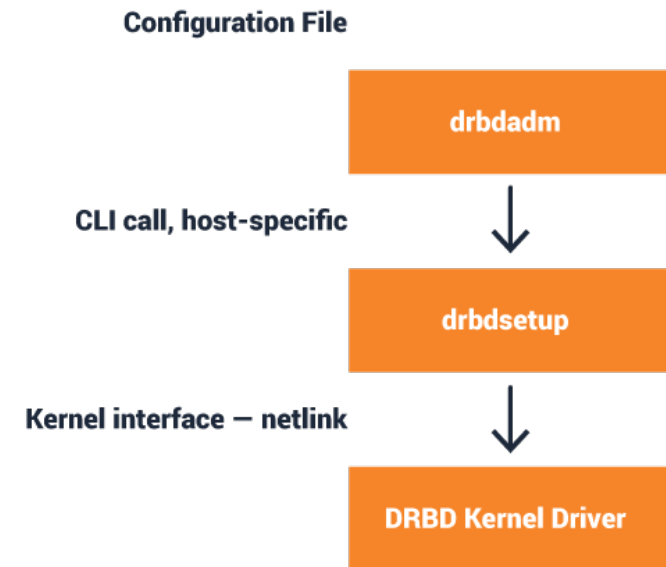 Configuration File
drbdadm
CLI call, host-specific
drbdsetup
Kernel interface — netlink
DRBD Kernel Driver